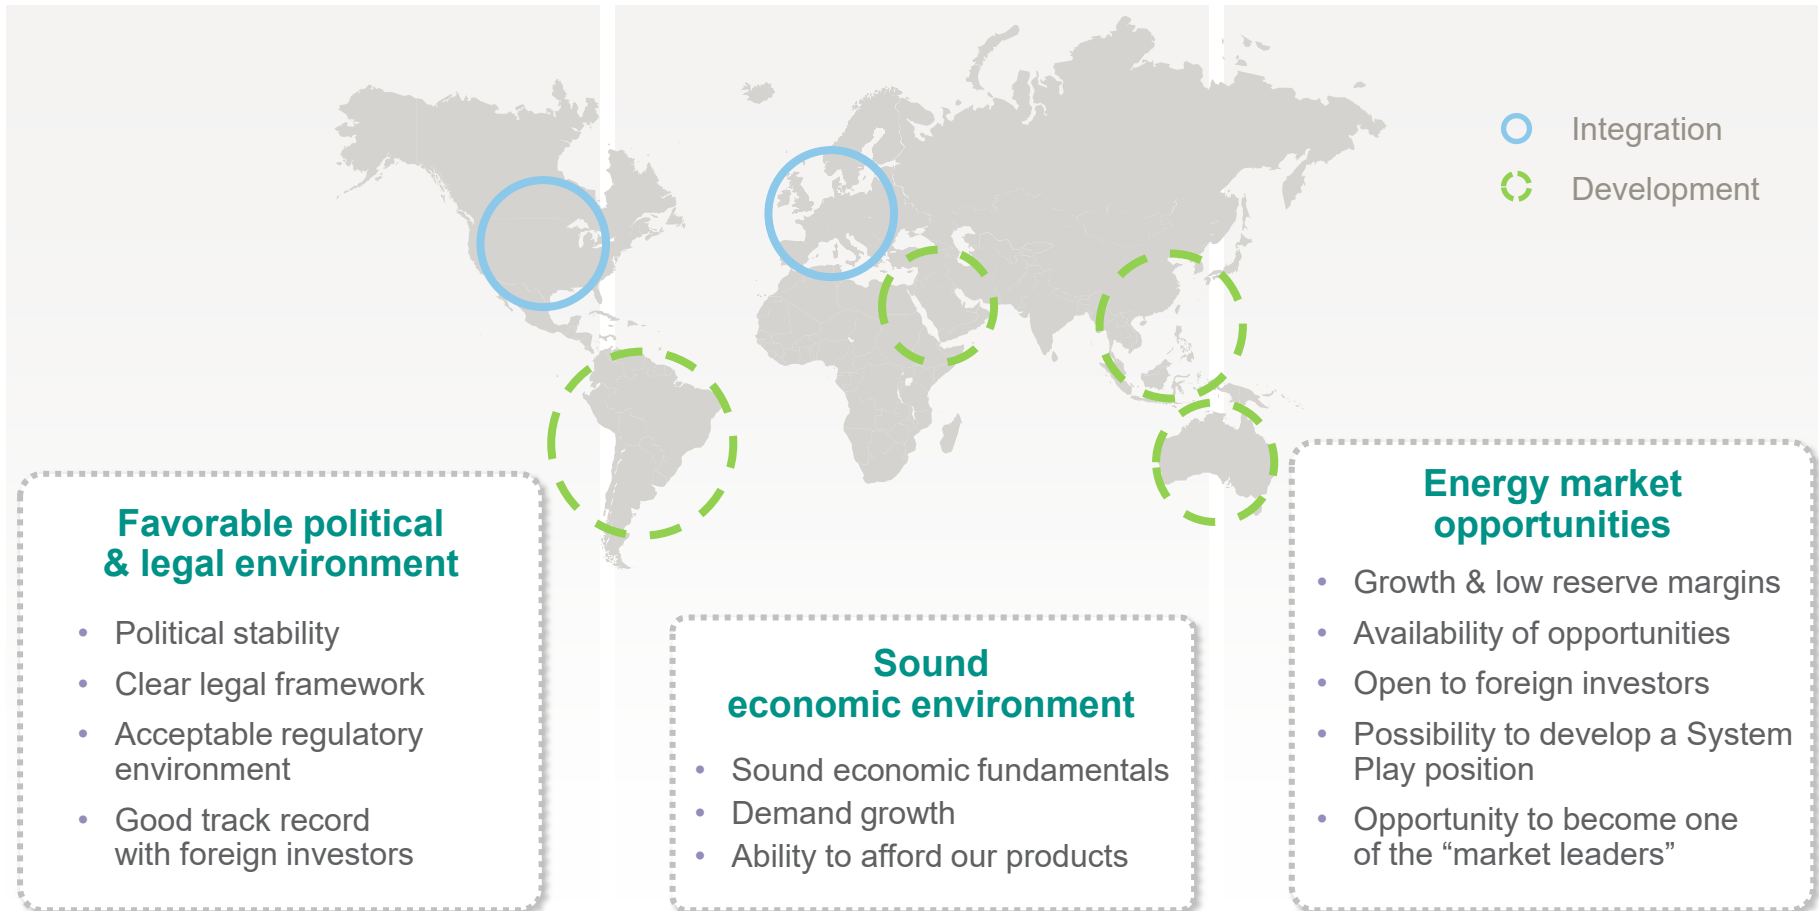 Integration
Development
Favorable political
& legal environment
• Political stability
• Clear legal framework
• Acceptable regulatory
environment
• Good track record
with foreign investors
Sound
economic environment
• Sound economic fundamentals
• Demand growth
• Ability to afford our products
Energy market
opportunities
• Growth & low reserve margins
• Availability of opportunities
• Open to foreign investors
• Possibility to develop a System
Play position
• Opportunity to become one
of the “market leaders”